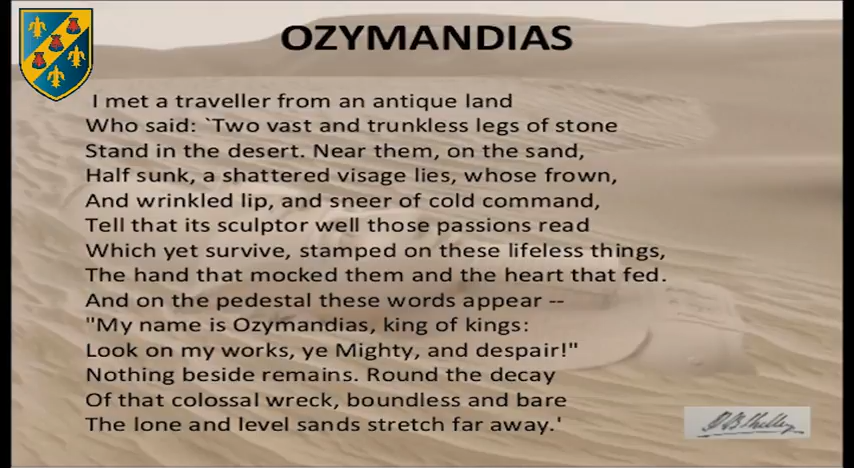 OZYMANDIAS
I met a traveller from an antique land
Who said: `Two vast and trunkless legs of stone
Stand in the desert. Near them, on the sand,
Half sunk, a shattered visage lies, whose frown,
And wrinkled lip, and sneer of cold command,
Tell that its sculptor well those passions read
Which yet survive, stamped on these lifeless things,
The hand that mocked them and the heart that fed.
And on the pedestal these words appear --
"My name is Ozymandias, king of kings:
Look on my works, ye Mighty, and despair!"
Nothing beside remains. Round the decay
Of that colossal wreck, boundless and bare
The lone and level sands stretch far away.'
PBShelley